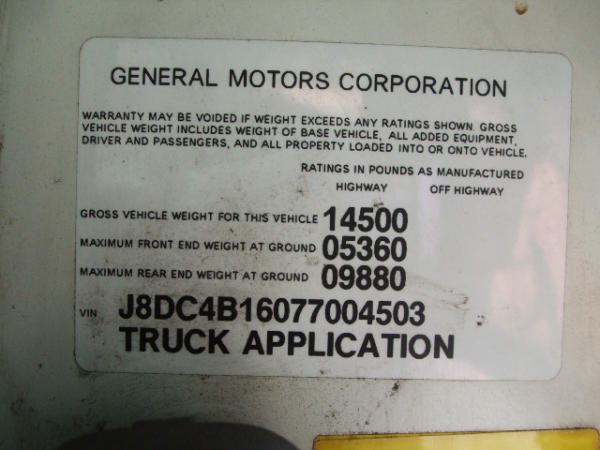 GENERAL MOTORS CORPORATION
WARRANTY MAY BE VOIDED IF WEIGHT EXCEEDS ANY RATINGS SHOWN. GROSS
VEHICLE WEIGHT INCLUDES WEIGHT OF BASE VEHICLE, ALL ADDED EQUIPMENT,
DRIVER AND PASSENGERS, AND ALL PROPERTY LOADED INTO OR ONTO VEHICLE.
RATINGS IN POUNDS AS MANUFACTURED
HIGHWAY OFF HIGHWAY
GROSS VEHICLE WEIGHT FOR THIS VEHICLE 14500
MAXIMUM FRONT END WEIGHT AT GROUND 05360
MAXIMUM REAR END WEIGHT AT GROUND 09880
VIN J8DC4B16077004503
TRUCK APPLICATION